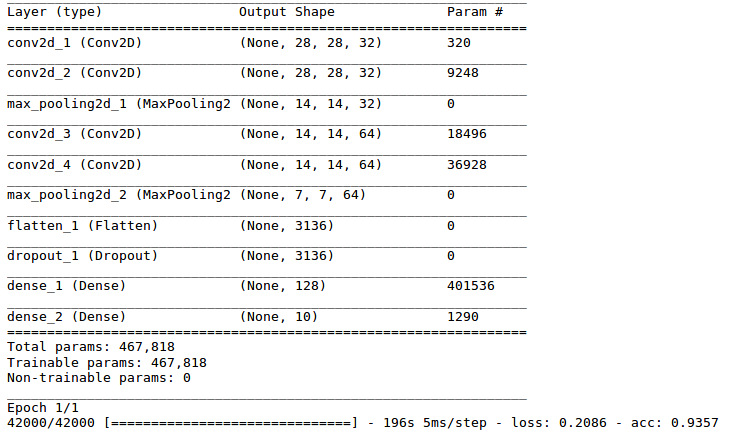 Layer (type)                 Output Shape              Param #
=================================================================
conv2d_1 (Conv2D)            (None, 28, 28, 32)        320
_________________________________________________________________
conv2d_2 (Conv2D)            (None, 28, 28, 32)        9248
_________________________________________________________________
max_pooling2d_1 (MaxPooling2 (None, 14, 14, 32)        0
_________________________________________________________________
conv2d_3 (Conv2D)            (None, 14, 14, 64)        18496
_________________________________________________________________
conv2d_4 (Conv2D)            (None, 14, 14, 64)        36928
_________________________________________________________________
max_pooling2d_2 (MaxPooling2 (None, 7, 7, 64)          0
_________________________________________________________________
flatten_1 (Flatten)          (None, 3136)              0
_________________________________________________________________
dropout_1 (Dropout)          (None, 3136)              0
_________________________________________________________________
dense_1 (Dense)              (None, 128)               401536
_________________________________________________________________
dense_2 (Dense)              (None, 10)                1290
=================================================================
Total params: 467,818
Trainable params: 467,818
Non-trainable params: 0
_________________________________________________________________
Epoch 1/1
42000/42000 [==============================] - 196s 5ms/step - loss: 0.2086 - acc: 0.9357